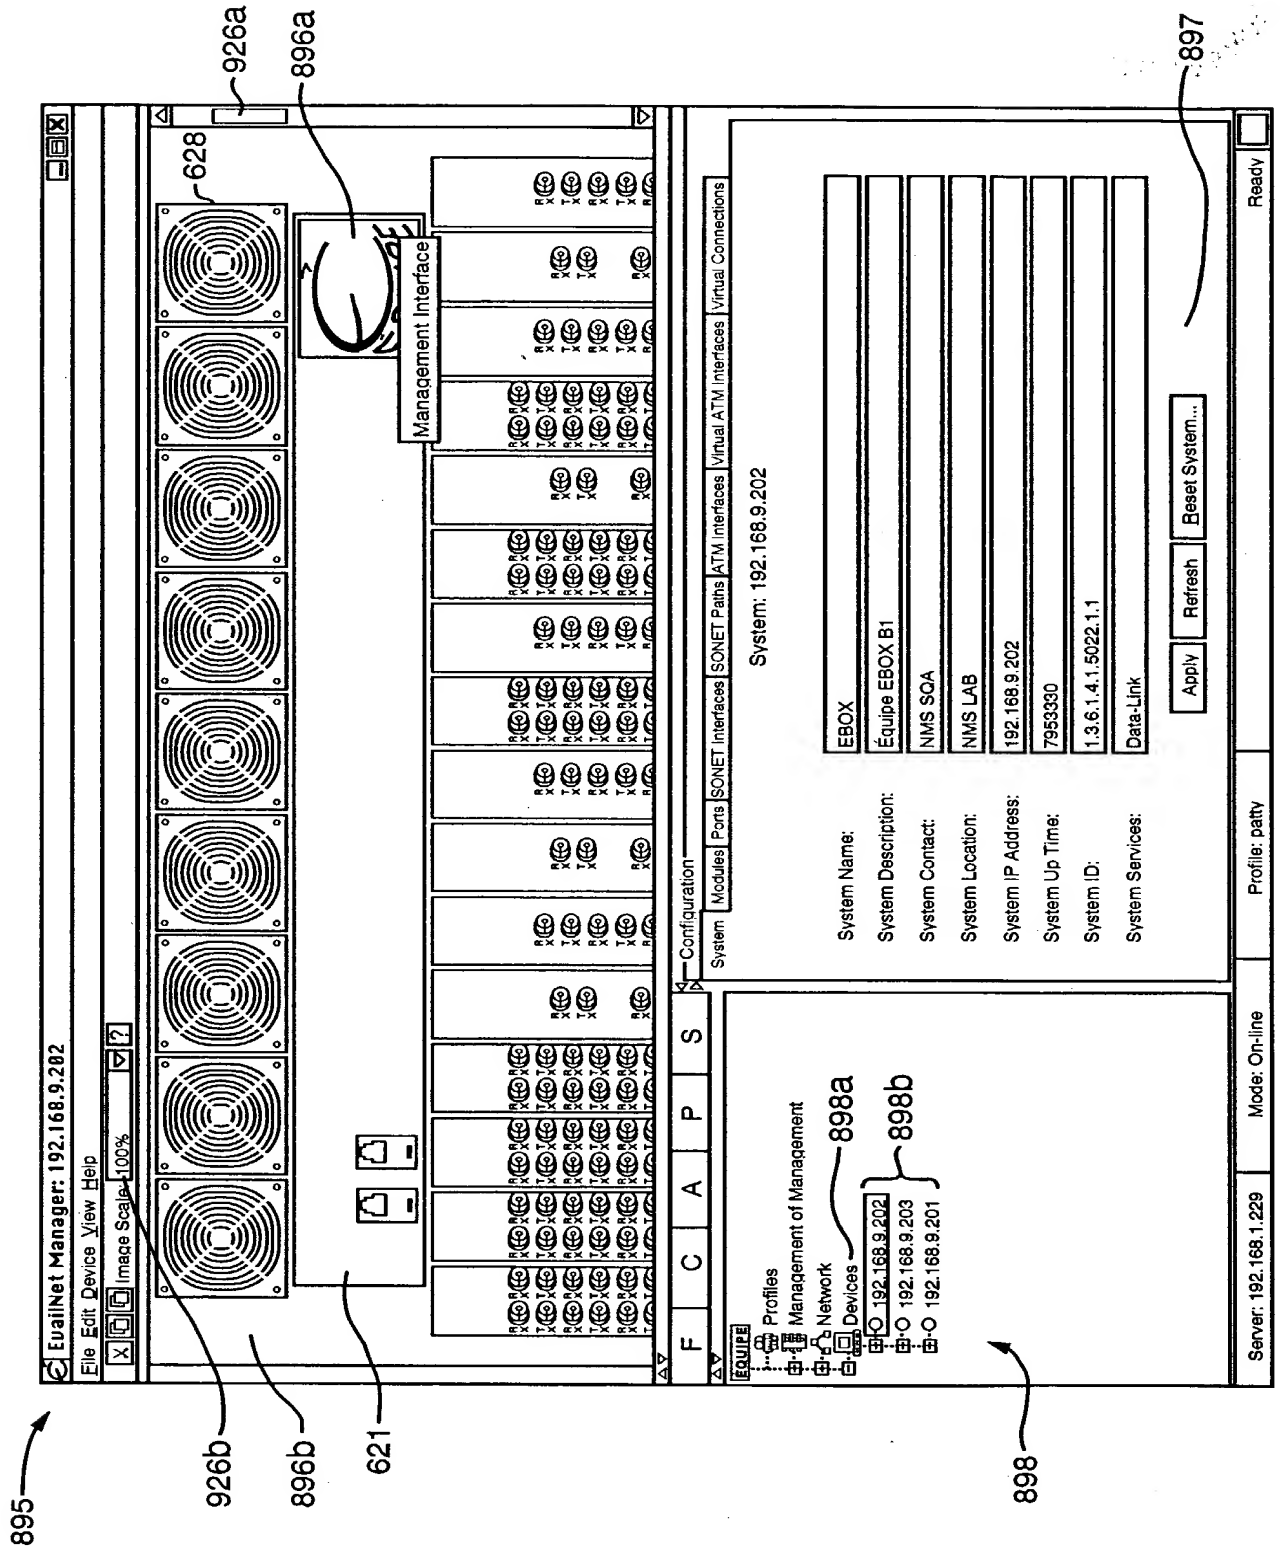 895
EuailNet Manager: 192.168.9.202
File Edit Device View Help
Image Scale: 100% ?
926b
896b
621
628
926a
896a
Management Interface
F C A P S
EQUIPE
Profiles
Management of Management
Network
Devices
192.168.9.202
192.168.9.203
192.168.9.201
898a
898b
898
Configuration
System Modules Ports SONET Interfaces SONET Paths ATM Interfaces Virtual ATM Interfaces Virtual Connections
System: 192.168.9.202
System Name: EBOX
System Description: Équipe EBOX B1
System Contact: NMS SQA
System Location: NMS LAB
System IP Address: 192.168.9.202
System Up Time: 7953330
System ID: 1.3.6.1.4.1.5022.1.1
System Services: Data-Link
Apply Refresh Reset System...
897
Server: 192.168.1.229 Mode: On-line Profile: patty Ready